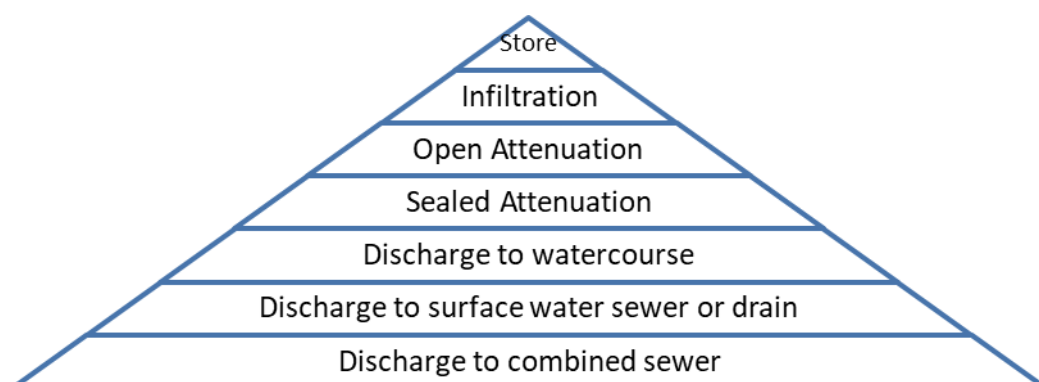 Store
Infiltration
Open Attenuation
Sealed Attenuation
Discharge to watercourse
Discharge to surface water sewer or drain
Discharge to combined sewer